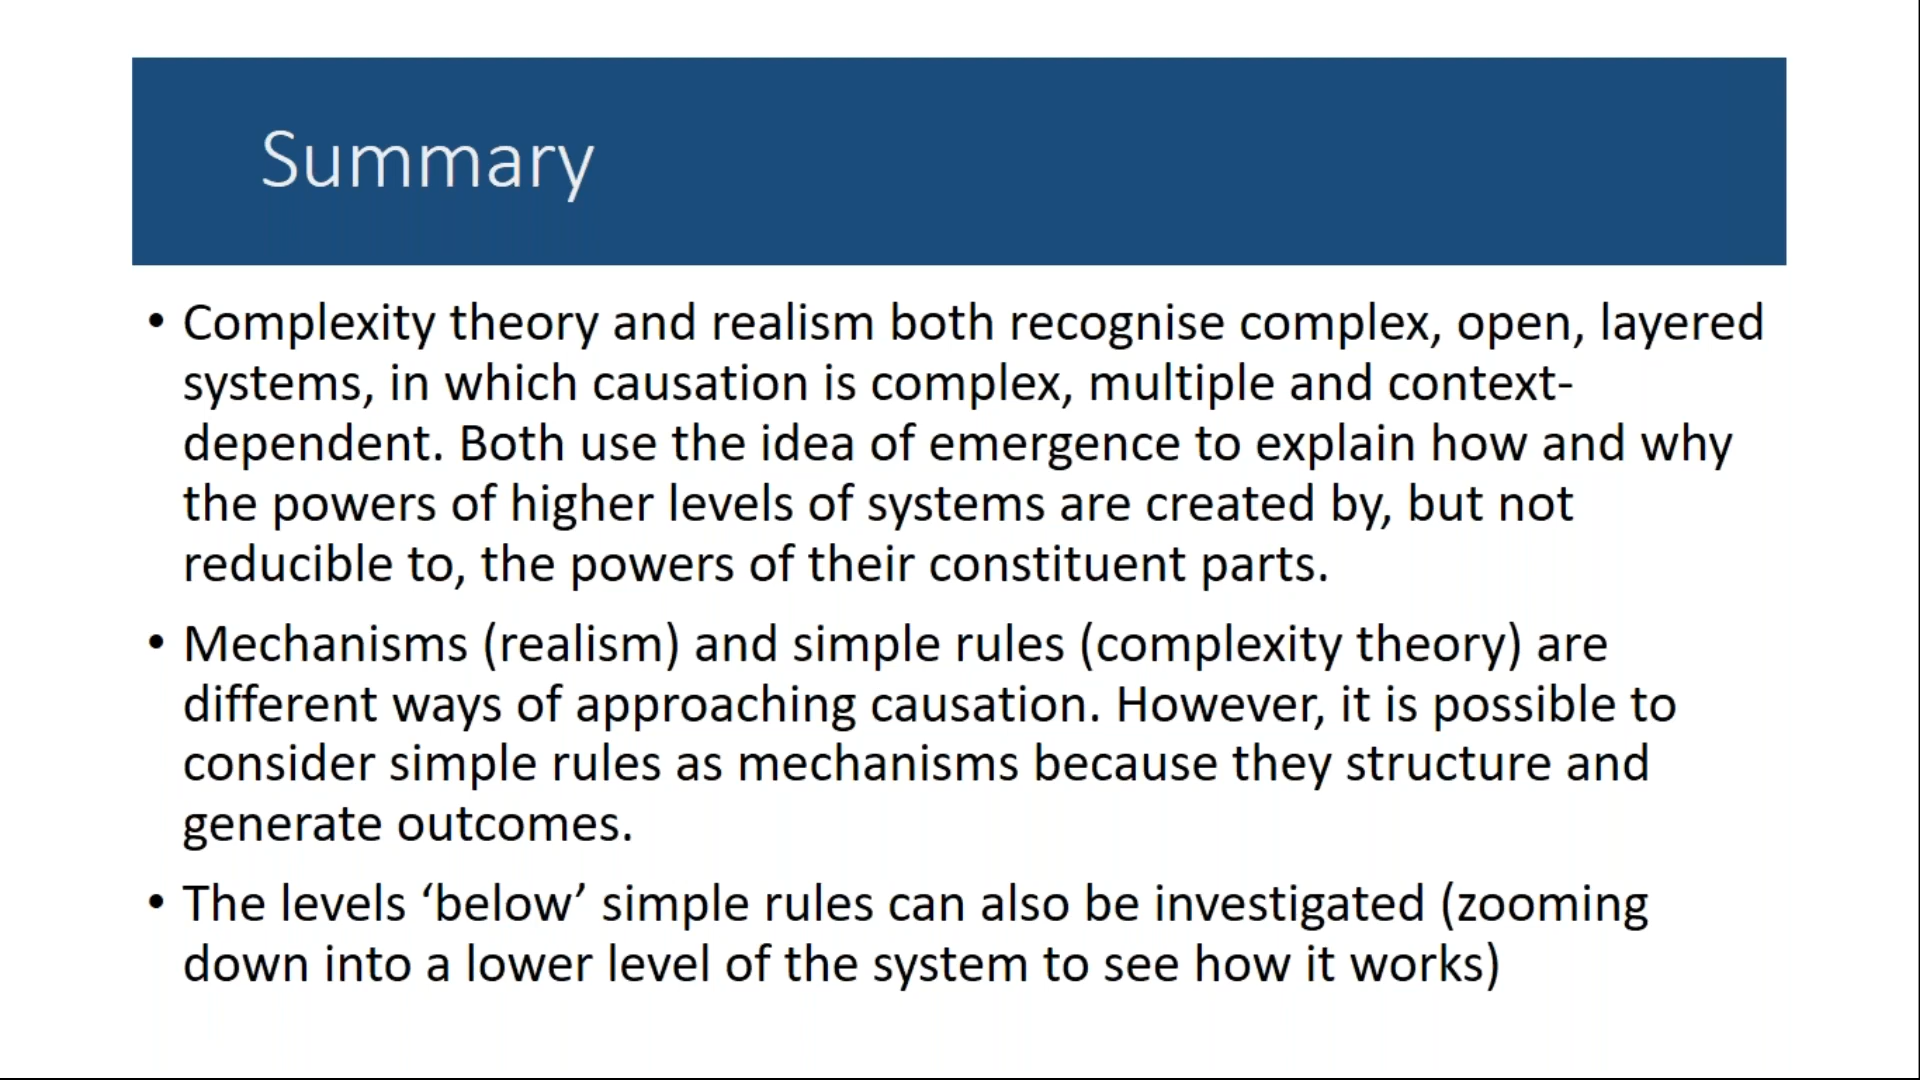 Summary
• Complexity theory and realism both recognise complex, open, layered
systems, in which causation is complex, multiple and context-
dependent. Both use the idea of emergence to explain how and why
the powers of higher levels of systems are created by, but not
reducible to, the powers of their constituent parts.
• Mechanisms (realism) and simple rules (complexity theory) are
different ways of approaching causation. However, it is possible to
consider simple rules as mechanisms because they structure and
generate outcomes.
• The levels ‘below’ simple rules can also be investigated (zooming
down into a lower level of the system to see how it works)